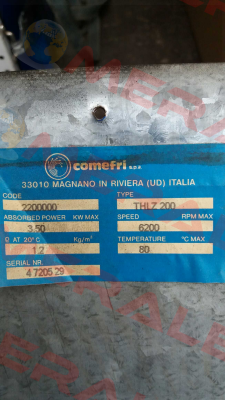 comefri s.p.a.
33010 MAGNANO IN RIVIERA (UD) ITALIA
CODE
2200000
TYPE
THLZ 200
ABSORBED POWER KW MAX
3.50
SPEED RPM MAX
6200
Ω AT 20°C Kg/m³
1.2
TEMPERATURE °C MAX
80
SERIAL NR.
4 7205 29